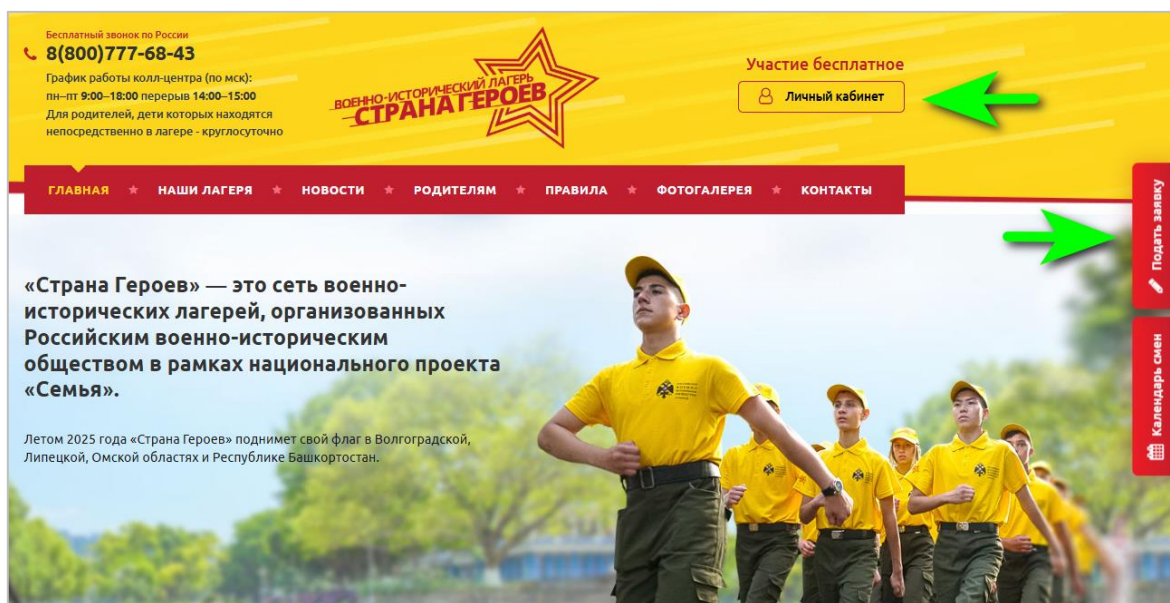 Бесплатный звонок по России
8(800)777-68-43
График работы колл-центра (по мск):
пн–пт 9:00–18:00 перерыв 14:00–15:00
Для родителей, дети которых находятся
непосредственно в лагере - круглосуточно
ВОЕННО-ИСТОРИЧЕСКИЙ ЛАГЕРЬ
СТРАНА ГЕРОЕВ
Участие бесплатное
Личный кабинет
ГЛАВНАЯ НАШИ ЛАГЕРЯ НОВОСТИ РОДИТЕЛЯМ ПРАВИЛА ФОТОГАЛЕРЕЯ КОНТАКТЫ
Подать заявку
Календарь смен
«Страна Героев» — это сеть военно-
исторических лагерей, организованных
Российским военно-историческим
обществом в рамках национального проекта
«Семья».
Летом 2025 года «Страна Героев» поднимет свой флаг в Волгоградской,
Липецкой, Омской областях и Республике Башкортостан.